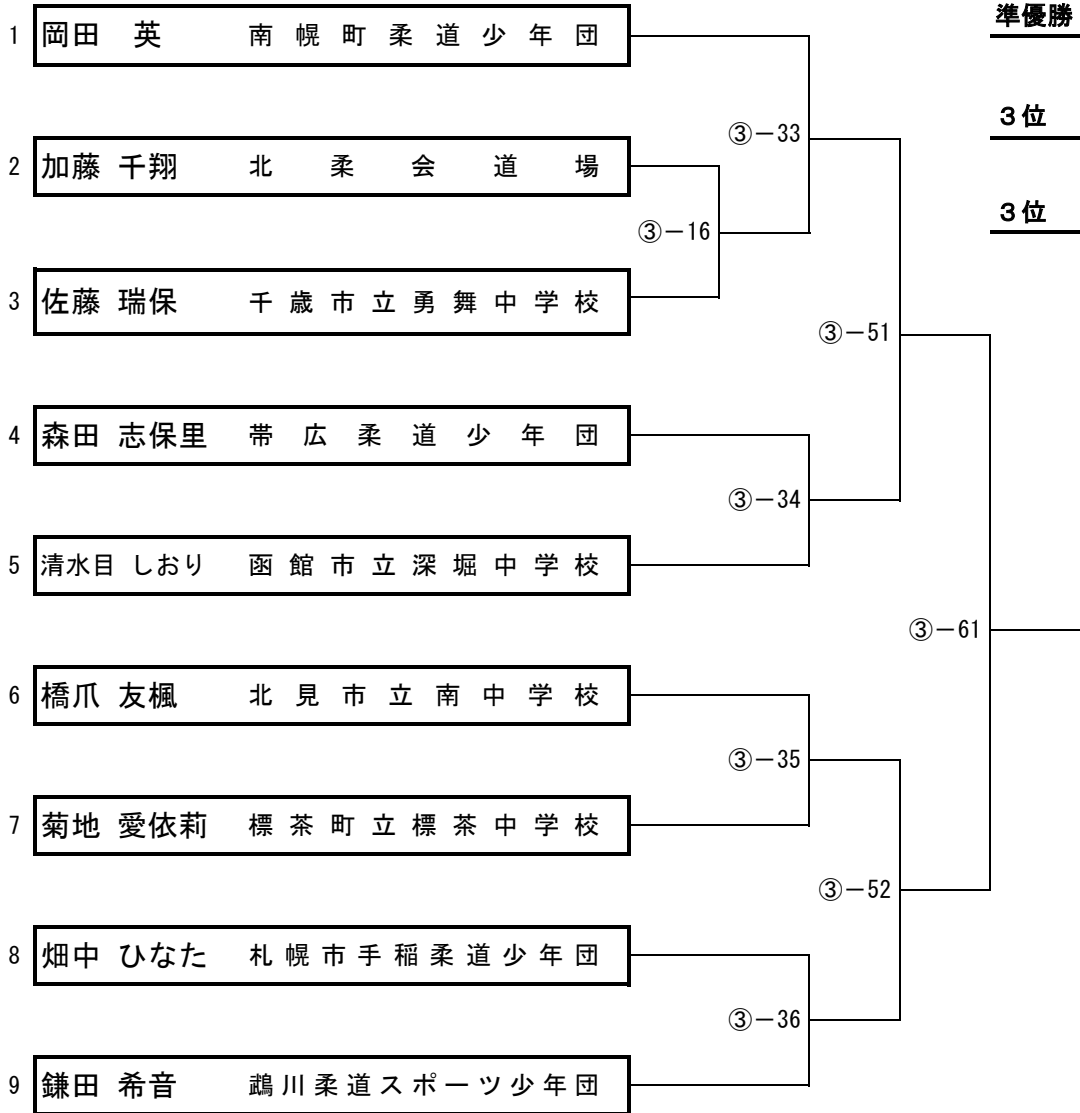 準優勝
1 岡田 英 南幌町柔道少年団
③－33
3位
2 加藤 千翔 北柔会道場
③－16
3位
3 佐藤 瑞保 千歳市立勇舞中学校
③－51
4 森田 志保里 帯広柔道少年団
③－34
5 清水目 しおり 函館市立深堀中学校
③－61
6 橋爪 友楓 北見市立南中学校
③－35
7 菊地 愛依莉 標茶町立標茶中学校
③－52
8 畑中 ひなた 札幌市手稲柔道少年団
③－36
9 鎌田 希音 鵡川柔道スポーツ少年団